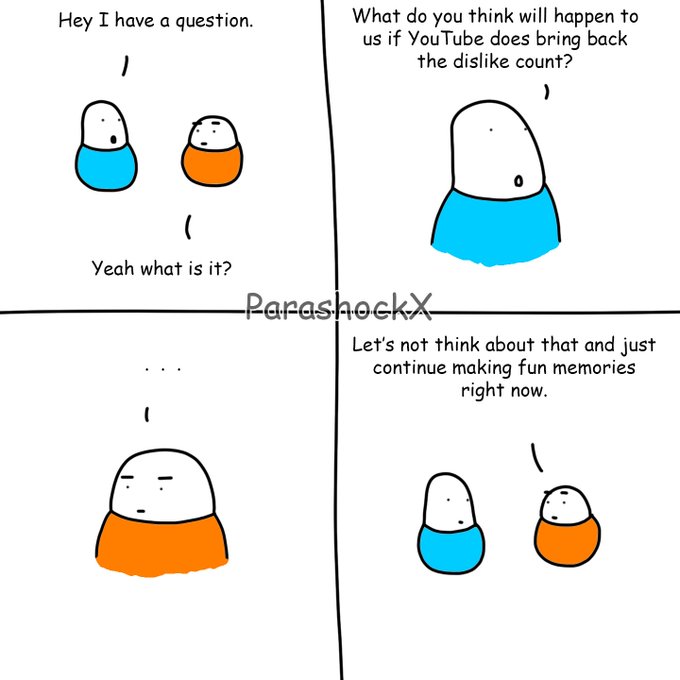 Hey I have a question.
Yeah what is it?
What do you think will happen to
us if YouTube does bring back
the dislike count?
ParashockX
. . .
Let's not think about that and just
continue making fun memories
right now.